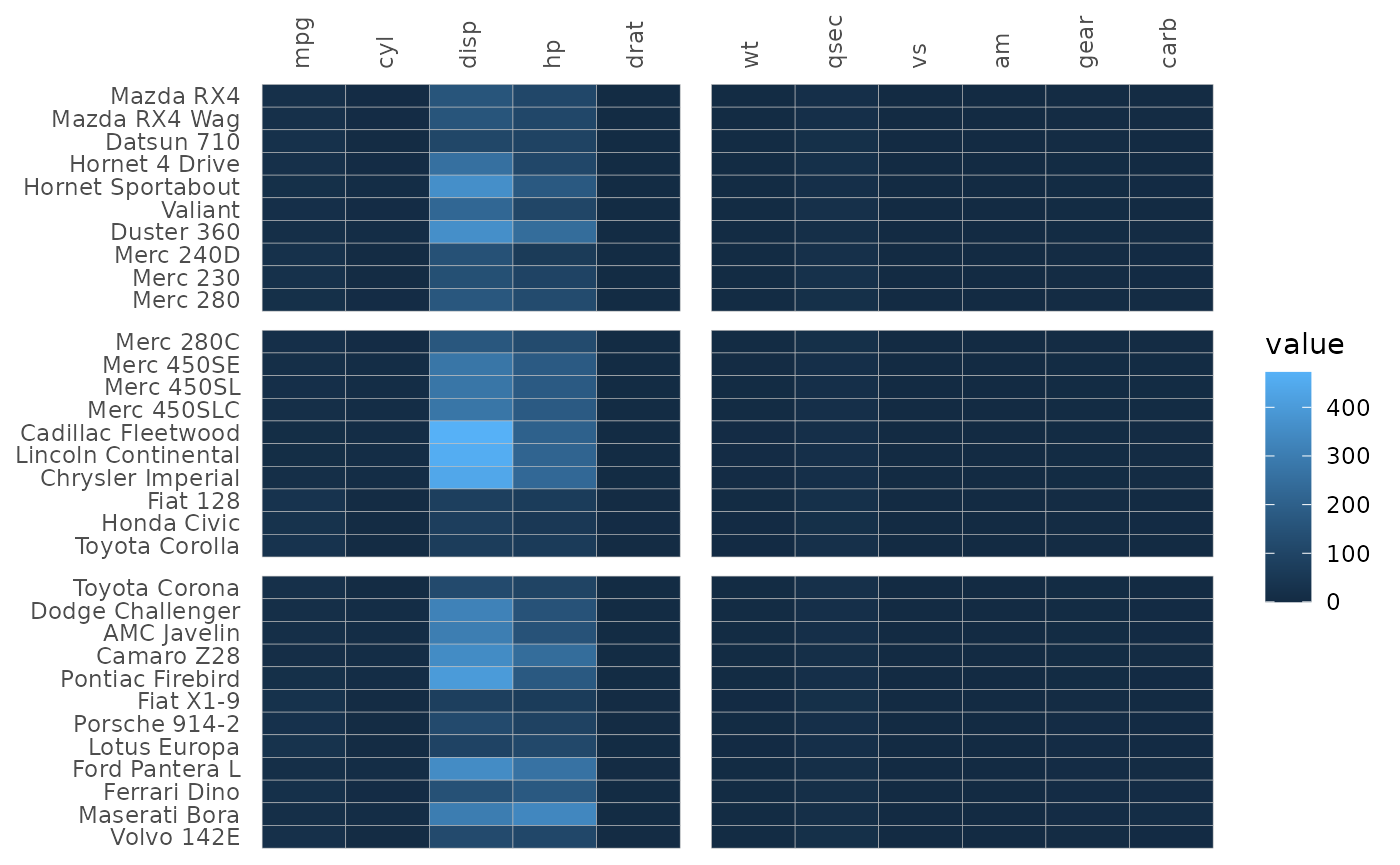 mpg cyl disp hp drat wt qsec vs am gear carb
Mazda RX4
Mazda RX4 Wag
Datsun 710
Hornet 4 Drive
Hornet Sportabout
Valiant
Duster 360
Merc 240D
Merc 230
Merc 280
Merc 280C
Merc 450SE
Merc 450SL
Merc 450SLC
Cadillac Fleetwood
Lincoln Continental
Chrysler Imperial
Fiat 128
Honda Civic
Toyota Corolla
Toyota Corona
Dodge Challenger
AMC Javelin
Camaro Z28
Pontiac Firebird
Fiat X1-9
Porsche 914-2
Lotus Europa
Ford Pantera L
Ferrari Dino
Maserati Bora
Volvo 142E
value
400
300
200
100
0